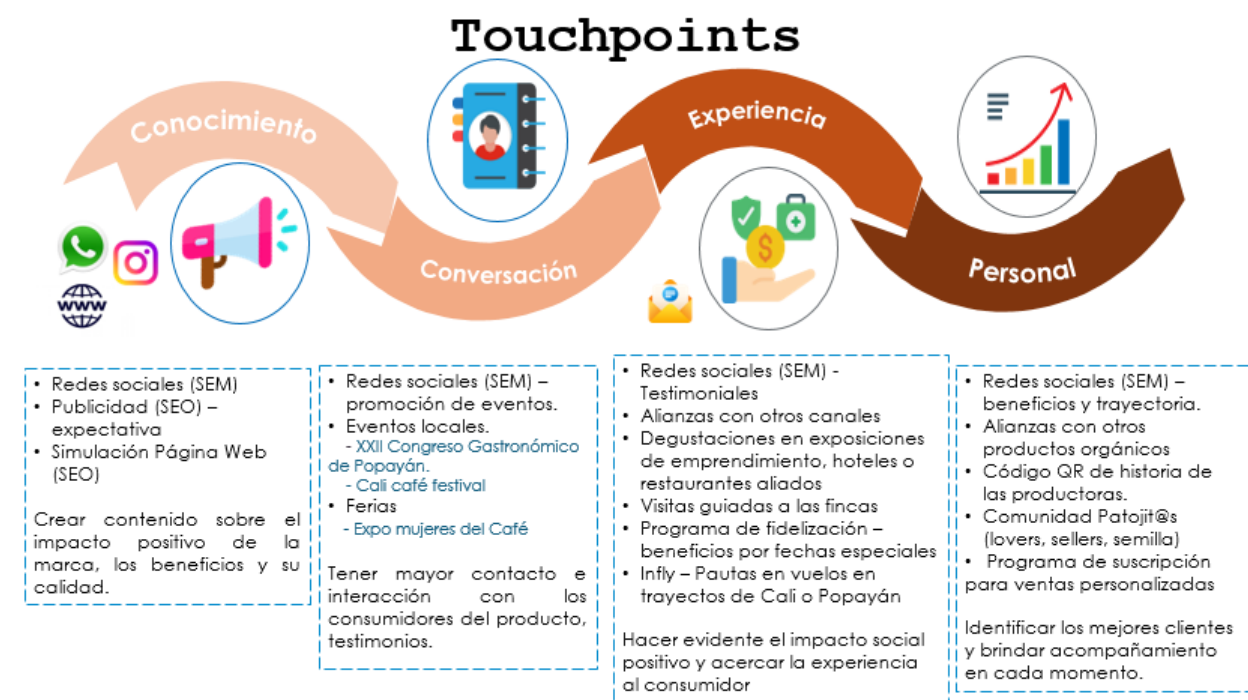 Touchpoints
Conocimiento
Conversación
Experiencia
Personal
www
• Redes sociales (SEM)
• Publicidad (SEO) –
expectativa
• Simulación Página Web
(SEO)
Crear contenido sobre el
impacto positivo de la
marca, los beneficios y su
calidad.
• Redes sociales (SEM) –
promoción de eventos.
• Eventos locales.
- XXII Congreso Gastronómico
de Popayán.
- Cali café festival
• Ferias
- Expo mujeres del Café
Tener mayor contacto e
interacción con los
consumidores del producto,
testimonios.
• Redes sociales (SEM) -
Testimoniales
• Alianzas con otros canales
• Degustaciones en exposiciones
de emprendimiento, hoteles o
restaurantes aliados
• Visitas guiadas a las fincas
• Programa de fidelización –
beneficios por fechas especiales
• Infly – Pautas en vuelos en
trayectos de Cali o Popayán
Hacer evidente el impacto social
positivo y acercar la experiencia
al consumidor
• Redes sociales (SEM) –
beneficios y trayectoria.
• Alianzas con otros
productos orgánicos
• Código QR de historia de
las productoras.
• Comunidad Patojit@s
(lovers, sellers, semilla)
• Programa de suscripción
para ventas personalizadas
Identificar los mejores clientes
y brindar acompañamiento
en cada momento.